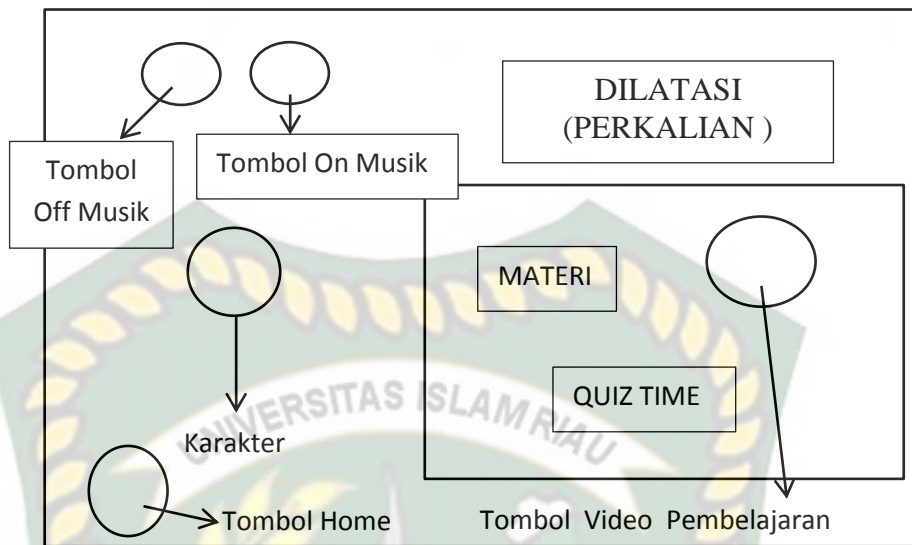 DILATASI
(PERKALIAN )
Tombol
Off Musik
Tombol On Musik
MATERI
QUIZ TIME
UNIVERSITAS ISLAM RIAU
Karakter
Tombol Home
Tombol Video Pembelajaran